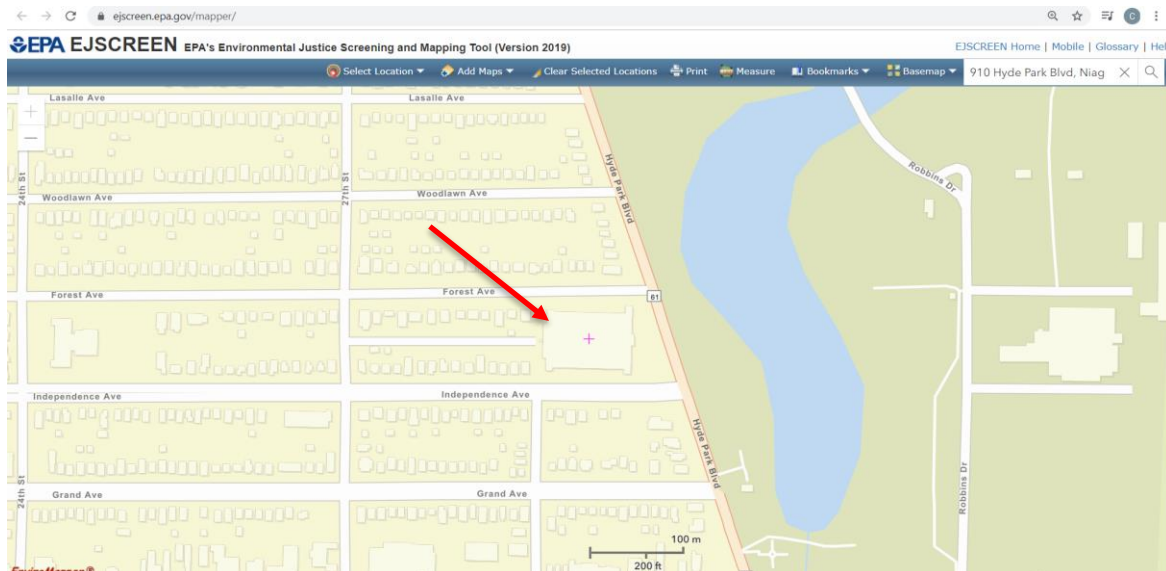 ejscreen.epa.gov/mapper/
EPA EJSCREEN EPA's Environmental Justice Screening and Mapping Tool (Version 2019)
EJSCREEN Home | Mobile | Glossary | Hel
Select Location Add Maps Clear Selected Locations Print Measure Bookmarks Basemap 910 Hyde Park Blvd, Niag
Lasalle Ave Lasalle Ave
24th St
27th St
Hyde Park Blvd
Robbins Dr
Woodlawn Ave Woodlawn Ave
Forest Ave Forest Ave
61
Independence Ave Independence Ave
Hyde Park Blvd
24th St
Grand Ave Grand Ave
Robbins Dr
100 m
200 ft